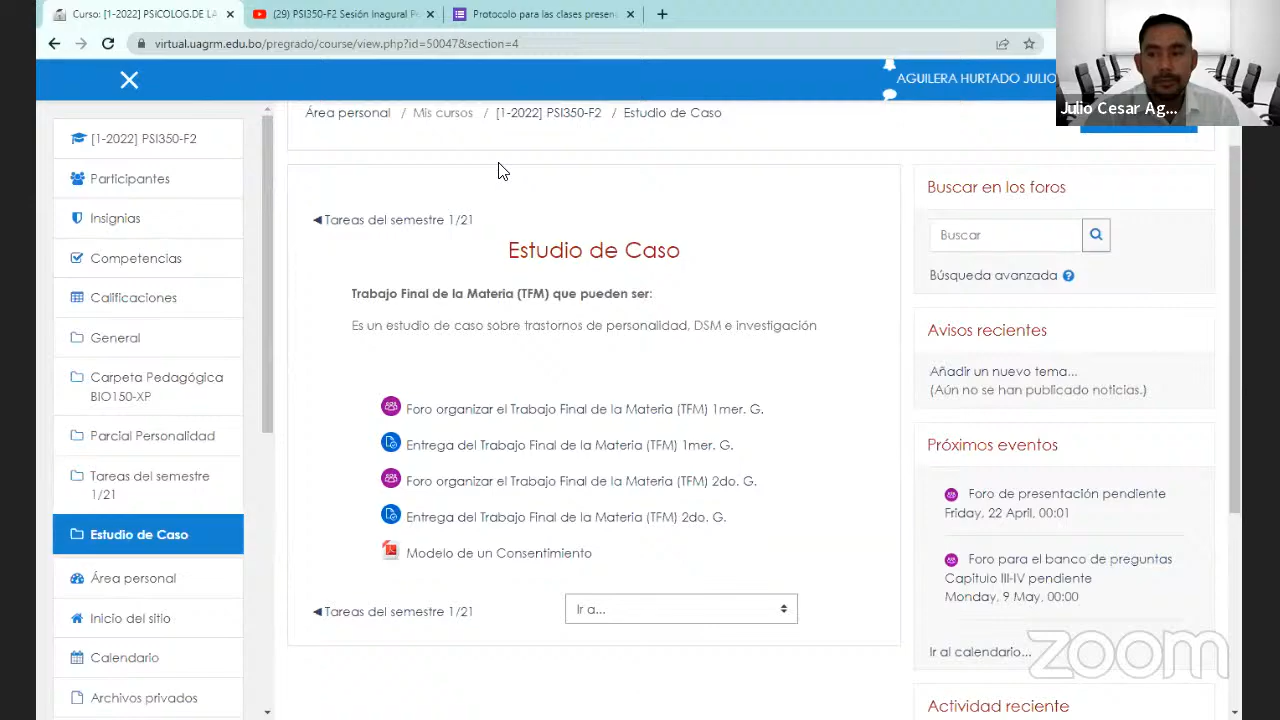 Curso: [1-2022] PSICOLOG.DE LA
(29) PSI350-F2 Sesión Inagural P
Protocolo para las clases presen
virtual.uagrm.edu.bo/pregrado/course/view.php?id=50047&section=4
AGUILERA HURTADO JULIO
Julio Cesar Ag...
Área personal / Mis cursos / [1-2022] PSI350-F2 / Estudio de Caso
[1-2022] PSI350-F2
Participantes
Insignias
Competencias
Calificaciones
General
Carpeta Pedagógica
BIO150-XP
Parcial Personalidad
Tareas del semestre
1/21
Estudio de Caso
Área personal
Inicio del sitio
Calendario
Archivos privados
Tareas del semestre 1/21
Estudio de Caso
Trabajo Final de la Materia (TFM) que pueden ser:
Es un estudio de caso sobre trastornos de personalidad, DSM e investigación
Foro organizar el Trabajo Final de la Materia (TFM) 1mer. G.
Entrega del Trabajo Final de la Materia (TFM) 1mer. G.
Foro organizar el Trabajo Final de la Materia (TFM) 2do. G.
Entrega del Trabajo Final de la Materia (TFM) 2do. G.
Modelo de un Consentimiento
Tareas del semestre 1/21
Ir a...
Buscar en los foros
Buscar
Búsqueda avanzada
Avisos recientes
Añadir un nuevo tema...
(Aún no se han publicado noticias.)
Próximos eventos
Foro de presentación pendiente
Friday, 22 April, 00:01
Foro para el banco de preguntas
Capitulo III-IV pendiente
Monday, 9 May, 00:00
Ir al calendario...
Actividad reciente
zoom